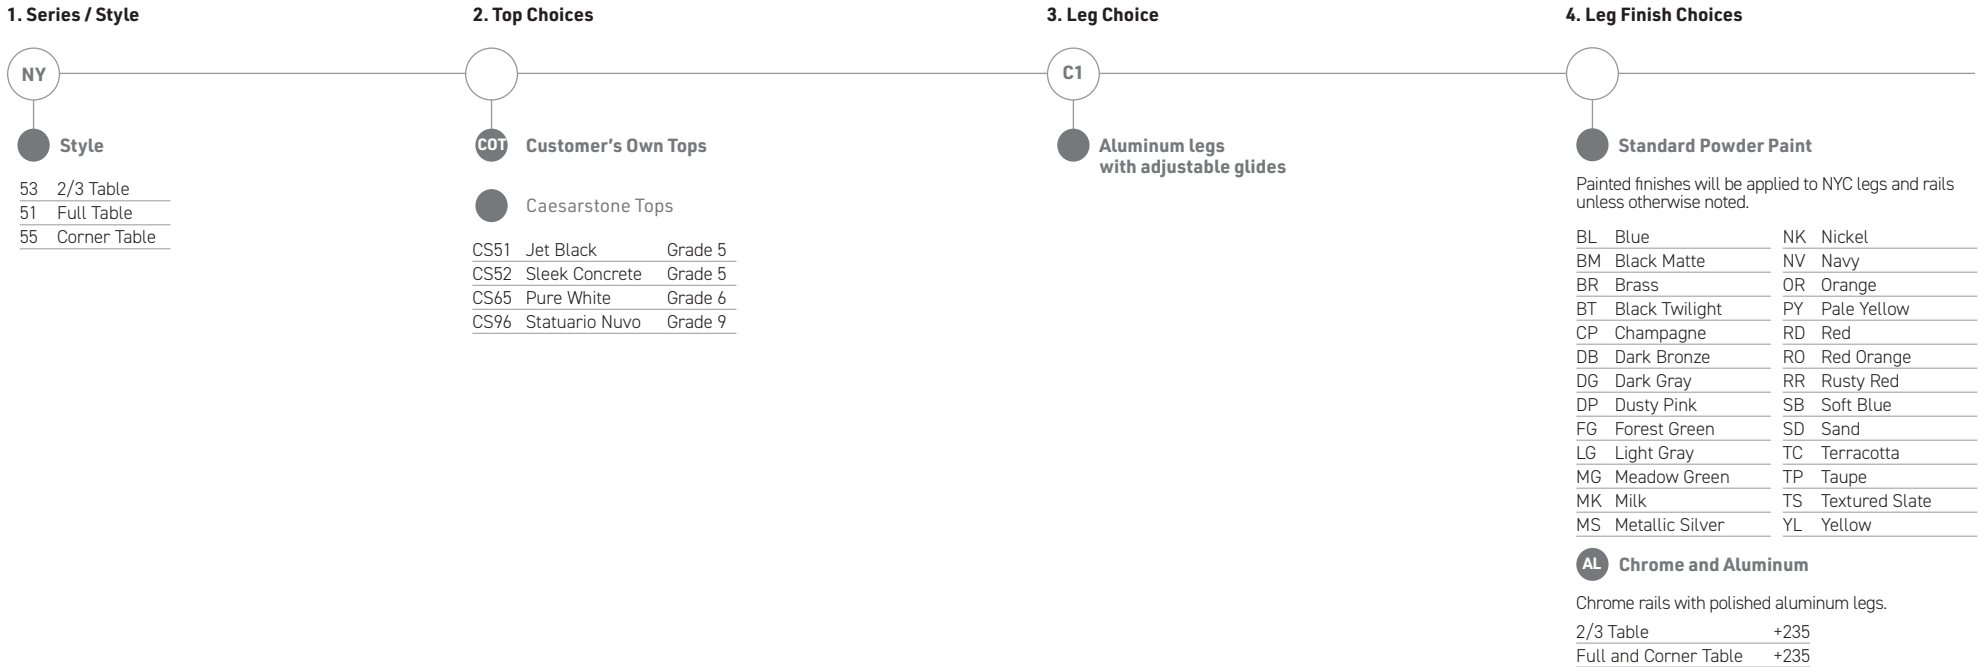 1. Series / Style
NY
Style
53 2/3 Table
51 Full Table
55 Corner Table
2. Top Choices
COT Customer's Own Tops
Caesarstone Tops
CS51 Jet Black Grade 5
CS52 Sleek Concrete Grade 5
CS65 Pure White Grade 6
CS96 Statuario Nuvo Grade 9
3. Leg Choice
C1
Aluminum legs
with adjustable glides
4. Leg Finish Choices
Standard Powder Paint
Painted finishes will be applied to NYC legs and rails
unless otherwise noted.
BL Blue
BM Black Matte
BR Brass
BT Black Twilight
CP Champagne
DB Dark Bronze
DG Dark Gray
DP Dusty Pink
FG Forest Green
LG Light Gray
MG Meadow Green
MK Milk
MS Metallic Silver
NK Nickel
NV Navy
OR Orange
PY Pale Yellow
RD Red
RO Red Orange
RR Rusty Red
SB Soft Blue
SD Sand
TC Terracotta
TP Taupe
TS Textured Slate
YL Yellow
AL Chrome and Aluminum
Chrome rails with polished aluminum legs.
2/3 Table +235
Full and Corner Table +235